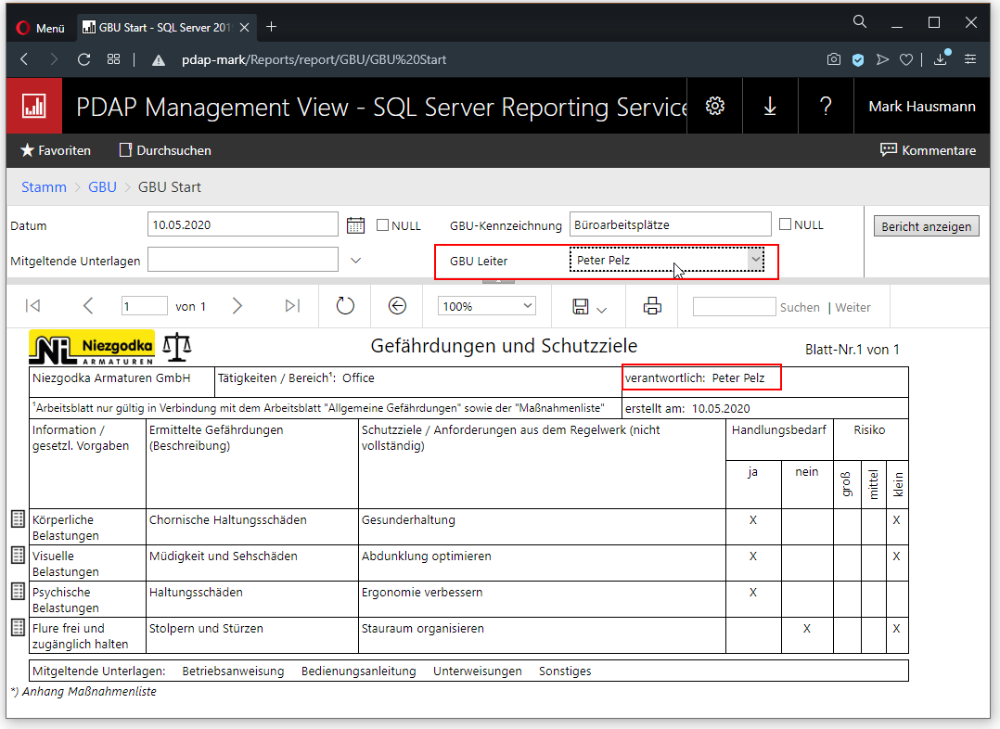 Menü
GBU Start - SQL Server 201
pdap-mark/Reports/report/GBU/GBU%20Start
PDAP Management View - SQL Server Reporting Service
?
Mark Hausmann
Favoriten
Durchsuchen
Kommentare
Stamm > GBU > GBU Start
Datum
10.05.2020
NULL
GBU-Kennzeichnung
Büroarbeitsplätze
NULL
Bericht anzeigen
Mitgeltende Unterlagen
GBU Leiter
Peter Pelz
1
von 1
100%
Suchen | Weiter
NiL Niezgodka
ARMATUREN
Gefährdungen und Schutzziele
Blatt-Nr.1 von 1
Niezgodka Armaturen GmbH
Tätigkeiten / Bereich¹: Office
verantwortlich: Peter Pelz
¹Arbeitsblatt nur gültig in Verbindung mit dem Arbeitsblatt "Allgemeine Gefährdungen" sowie der "Maßnahmenliste"
erstellt am: 10.05.2020
Information /
gesetzl. Vorgaben
Ermittelte Gefährdungen
(Beschreibung)
Schutzziele / Anforderungen aus dem Regelwerk (nicht
vollständig)
Handlungsbedarf
Risiko
ja
nein
groß
mittel
klein
Körperliche
Belastungen
Chornische Haltungsschäden
Gesunderhaltung
X
X
Visuelle
Belastungen
Müdigkeit und Sehschäden
Abdunklung optimieren
X
X
Psychische
Belastungen
Haltungsschäden
Ergonomie verbessern
X
Flure frei und
zugänglich halten
Stolpern und Stürzen
Stauraum organisieren
X
X
Mitgeltende Unterlagen: Betriebsanweisung Bedienungsanleitung Unterweisungen Sonstiges
*) Anhang Maßnahmenliste